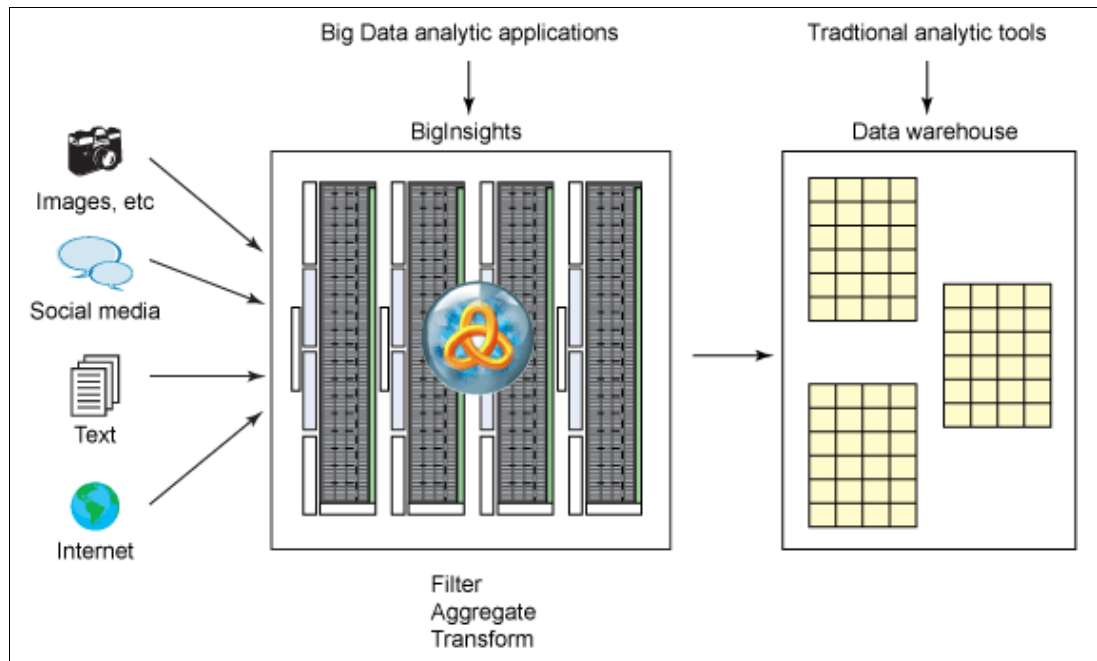 Big Data analytic applications
Tradtional analytic tools
BigInsights
Data warehouse
Images, etc
Social media
Text
Internet
Filter
Aggregate
Transform